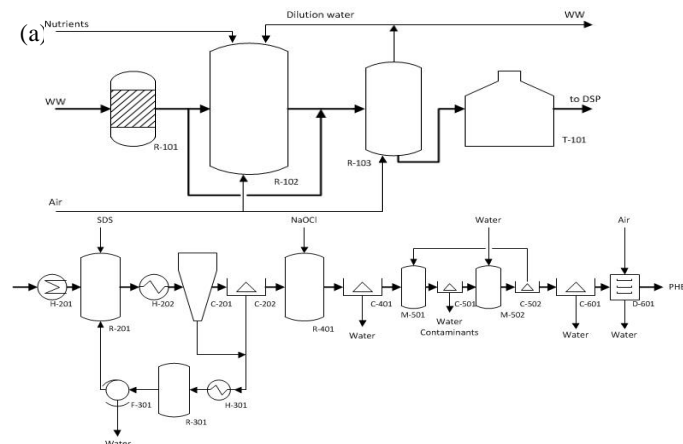 (a)
Nutrients
Dilution water
WW
WW
R-101
R-102
R-103
to DSP
T-101
Air
SDS
NaOCl
Water
Air
H-201
R-201
H-202
C-201
C-202
R-401
C-401
M-501
C-501
M-502
C-502
C-601
D-601
Water
Water
Contaminants
Water
Water
F-301
R-301
H-301
Water